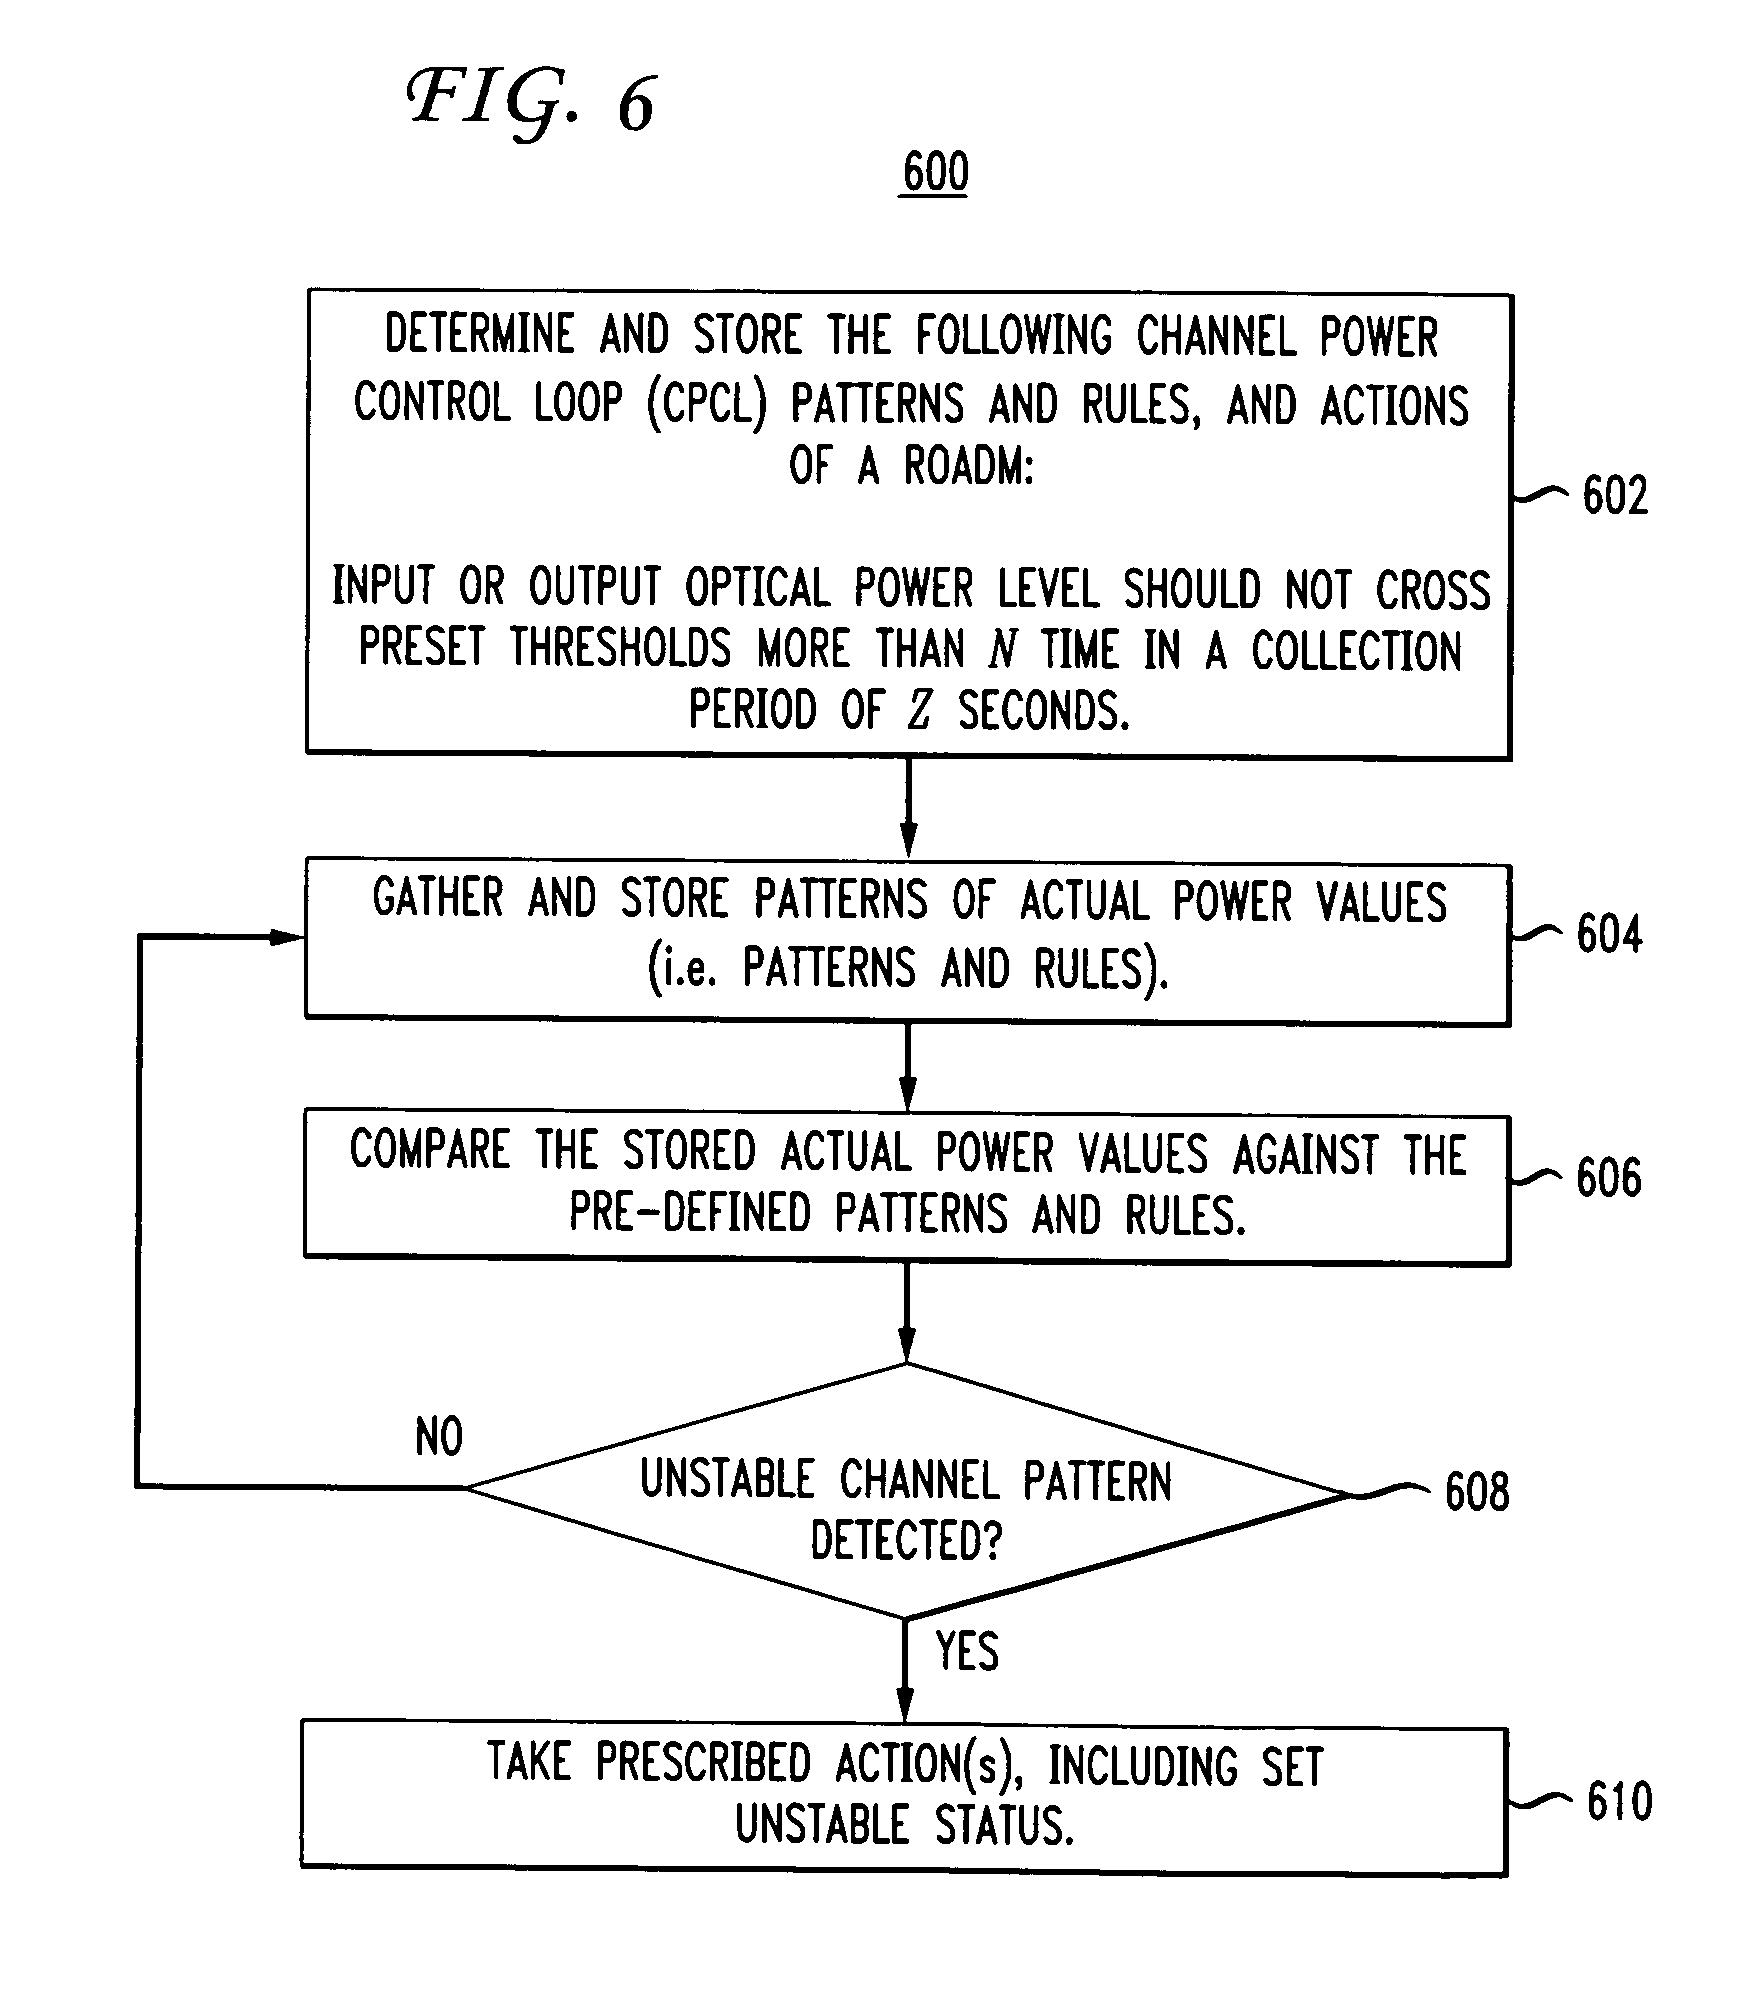 FIG. 6
600
DETERMINE AND STORE THE FOLLOWING CHANNEL POWER
CONTROL LOOP (CPCL) PATTERNS AND RULES, AND ACTIONS
OF A ROADM:
INPUT OR OUTPUT OPTICAL POWER LEVEL SHOULD NOT CROSS
PRESET THRESHOLDS MORE THAN N TIME IN A COLLECTION
PERIOD OF Z SECONDS.
602
GATHER AND STORE PATTERNS OF ACTUAL POWER VALUES
(i.e. PATTERNS AND RULES).
604
COMPARE THE STORED ACTUAL POWER VALUES AGAINST THE
PRE-DEFINED PATTERNS AND RULES.
606
NO
UNSTABLE CHANNEL PATTERN
DETECTED?
608
YES
TAKE PRESCRIBED ACTION(s), INCLUDING SET
UNSTABLE STATUS.
610